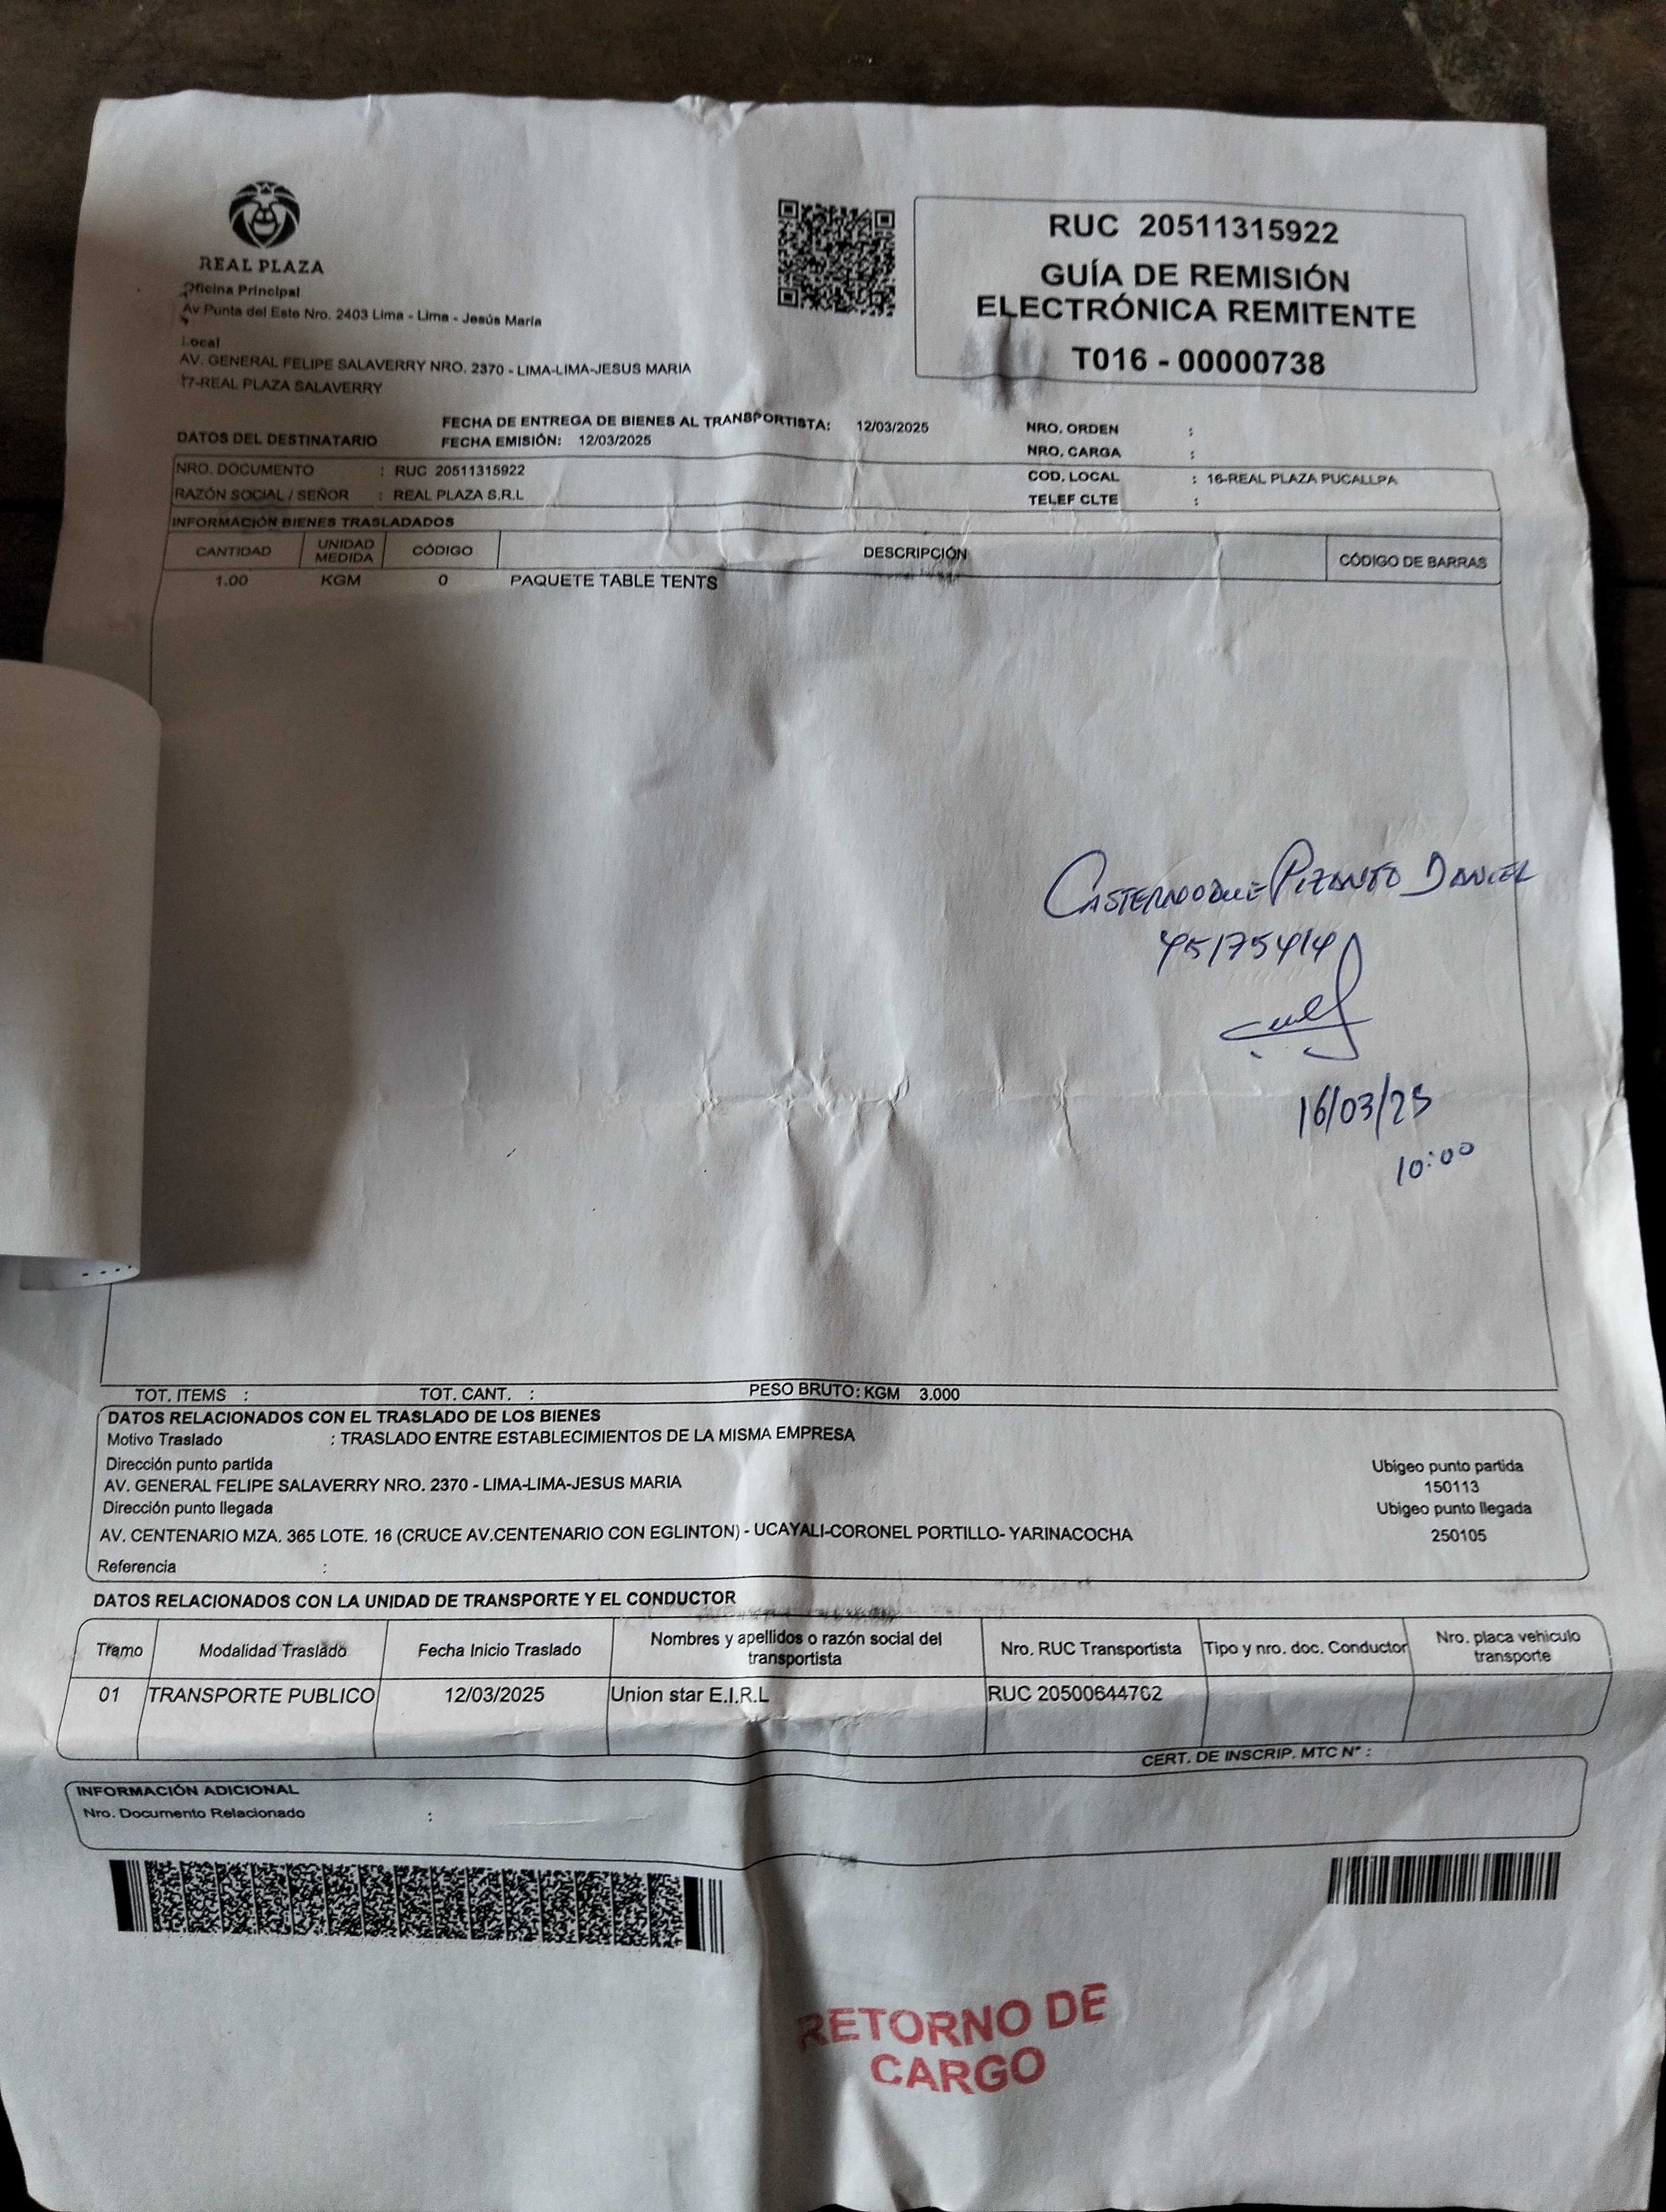 REAL PLAZA
Oficina Principal
Av Punta del Este Nro. 2403 Lima - Lima - Jesús María
Local
AV. GENERAL FELIPE SALAVERRY NRO. 2370 - LIMA-LIMA-JESUS MARIA
17-REAL PLAZA SALAVERRY
RUC 20511315922
GUÍA DE REMISIÓN
ELECTRÓNICA REMITENTE
T016 - 00000738
FECHA DE ENTREGA DE BIENES AL TRANSPORTISTA: 12/03/2025
DATOS DEL DESTINATARIO FECHA EMISIÓN: 12/03/2025
NRO. ORDEN :
NRO. CARGA :
NRO. DOCUMENTO : RUC 20511315922
RAZÓN SOCIAL / SEÑOR : REAL PLAZA S.R.L
COD. LOCAL : 16-REAL PLAZA PUCALLPA
TELEF CLTE :
INFORMACIÓN BIENES TRASLADADOS
CANTIDAD UNIDAD MEDIDA CÓDIGO DESCRIPCIÓN CÓDIGO DE BARRAS
1.00 KGM 0 PAQUETE TABLE TENTS
DANIEL
45175414
16/03/25
10:00
TOT. ITEMS : TOT. CANT. : PESO BRUTO: KGM 3.000
DATOS RELACIONADOS CON EL TRASLADO DE LOS BIENES
Motivo Traslado : TRASLADO ENTRE ESTABLECIMIENTOS DE LA MISMA EMPRESA
Dirección punto partida
AV. GENERAL FELIPE SALAVERRY NRO. 2370 - LIMA-LIMA-JESUS MARIA
Dirección punto llegada
AV. CENTENARIO MZA. 365 LOTE. 16 (CRUCE AV.CENTENARIO CON EGLINTON) - UCAYALI-CORONEL PORTILLO- YARINACOCHA
Referencia :
Ubigeo punto partida
150113
Ubigeo punto llegada
250105
DATOS RELACIONADOS CON LA UNIDAD DE TRANSPORTE Y EL CONDUCTOR
Tramo Modalidad Traslado Fecha Inicio Traslado Nombres y apellidos o razón social del transportista Nro. RUC Transportista Tipo y nro. doc. Conductor Nro. placa vehiculo transporte
01 TRANSPORTE PUBLICO 12/03/2025 Union star E.I.R.L RUC 20500644762
CERT. DE INSCRIP. MTC N° :
INFORMACIÓN ADICIONAL
Nro. Documento Relacionado :
RETORNO DE
CARGO